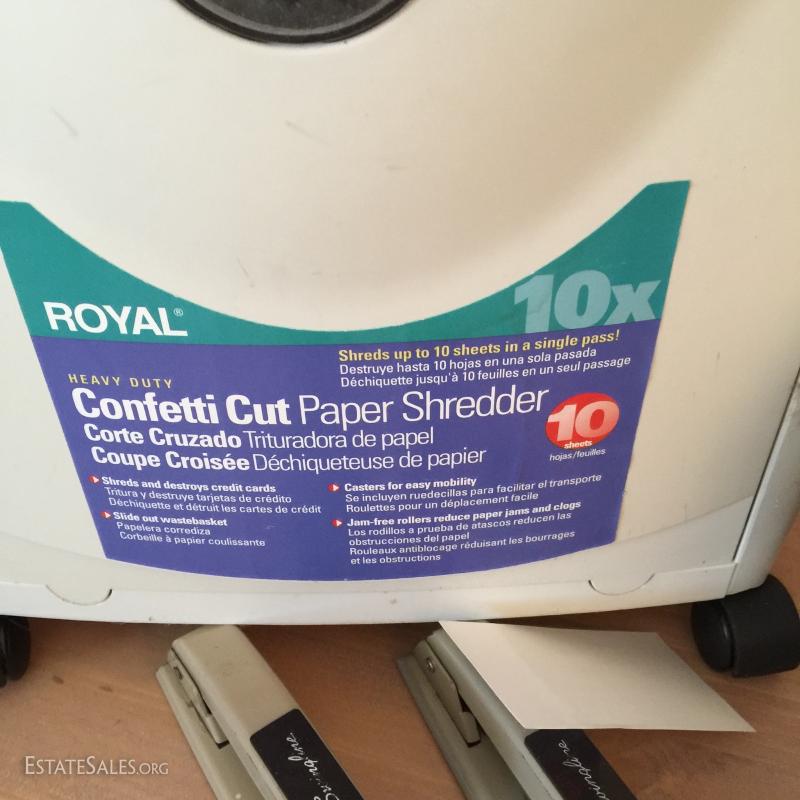 ROYAL®
10x
Shreds up to 10 sheets in a single pass!
Destruye hasta 10 hojas en una sola pasada
Déchiquette jusqu'à 10 feuilles en un seul passage
HEAVY DUTY
Confetti Cut Paper Shredder
Corte Cruzado Trituradora de papel
Coupe Croisée Déchiqueteuse de papier
10
sheets
hojas/feuilles
Shreds and destroys credit cards
Tritura y destruye tarjetas de crédito
Déchiquette et détruit les cartes de crédit
Slide out wastebasket
Papelera corrediza
Corbeille à papier coulissante
Casters for easy mobility
Se incluyen ruedecillas para facilitar el transporte
Roulettes pour un déplacement facile
Jam-free rollers reduce paper jams and clogs
Los rodillos a prueba de atascos reducen las
obstrucciones del papel
Rouleaux antiblocage réduisant les bourrages
et les obstructions
Swingline
Swingline
ESTATESALES.ORG